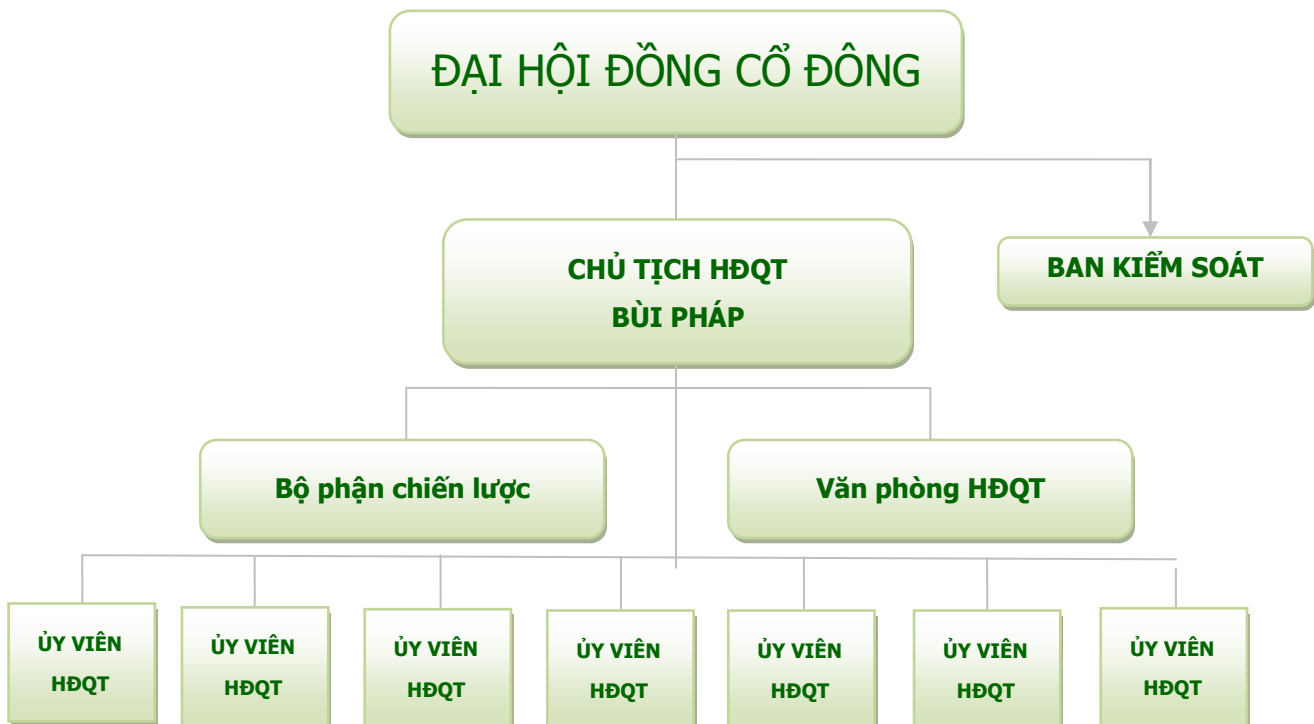 ĐẠI HỘI ĐỒNG CỔ ĐÔNG
CHỦ TỊCH HĐQT
BÙI PHÁP
BAN KIỂM SOÁT
Bộ phận chiến lược
Văn phòng HĐQT
ỦY VIÊN
HĐQT
ỦY VIÊN
HĐQT
ỦY VIÊN
HĐQT
ỦY VIÊN
HĐQT
ỦY VIÊN
HĐQT
ỦY VIÊN
HĐQT
ỦY VIÊN
HĐQT